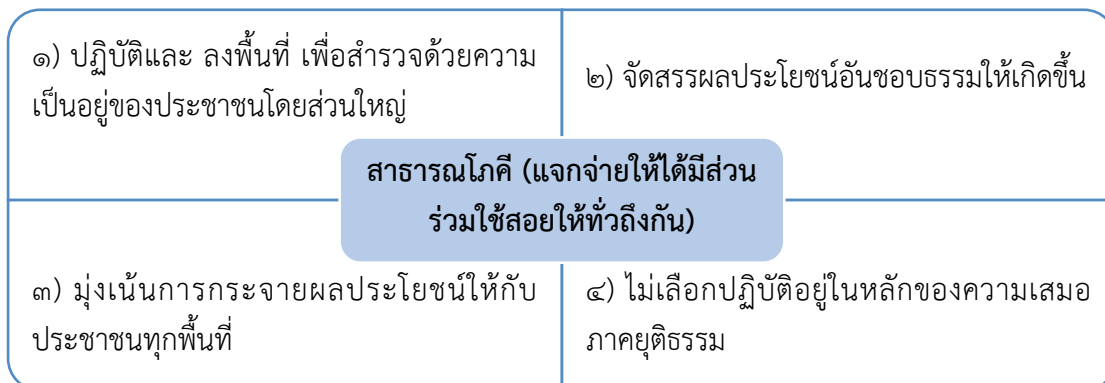 ๑) ปฏิบัติและ ลงพื้นที่ เพื่อสำรวจด้วยความ
เป็นอยู่ของประชาชนโดยส่วนใหญ่
๒) จัดสรรผลประโยชน์อันชอบธรรมให้เกิดขึ้น
สาธารณโภคี (แจกจ่ายให้ได้มีส่วน
ร่วมใช้สอยให้ทั่วถึงกัน)
๓) มุ่งเน้นการกระจายผลประโยชน์ให้กับ
ประชาชนทุกพื้นที่
๔) ไม่เลือกปฏิบัติอยู่ในหลักของความเสมอ
ภาคยุติธรรม